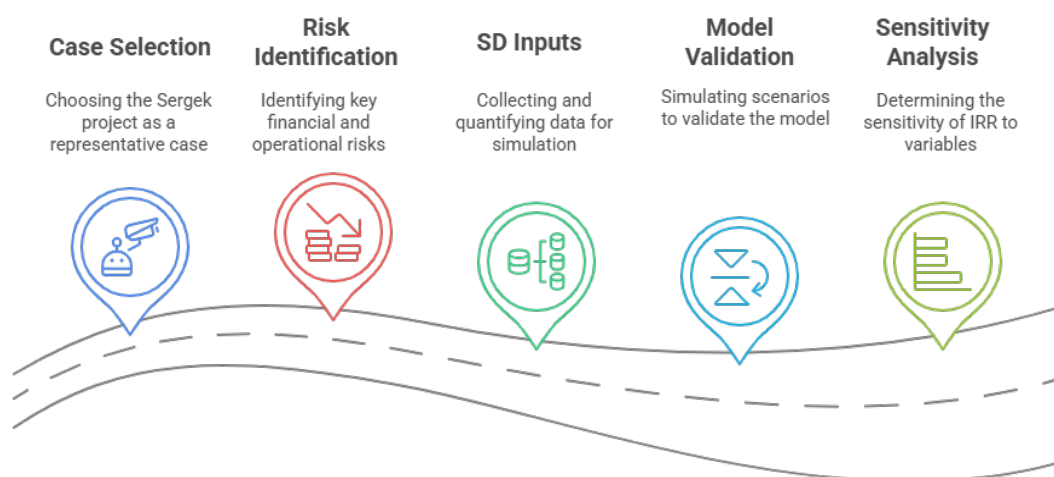 Case Selection
Choosing the Sergek
project as a
representative case
Risk
Identification
Identifying key
financial and
operational risks
SD Inputs
Collecting and
quantifying data for
simulation
Model
Validation
Simulating scenarios
to validate the model
Sensitivity
Analysis
Determining the
sensitivity of IRR to
variables